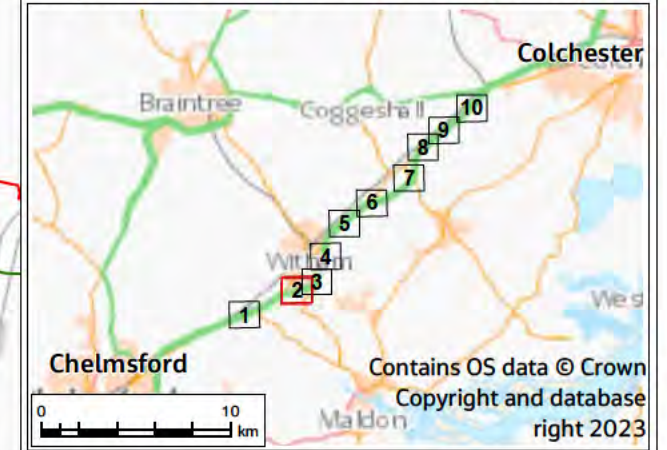 Colchester
Braintree
Coggeshall
10
9
8
7
6
5
4
Witham
3
2
1
West
Chelmsford
Contains OS data © Crown
Copyright and database
right 2023
0 10
km
Maldon